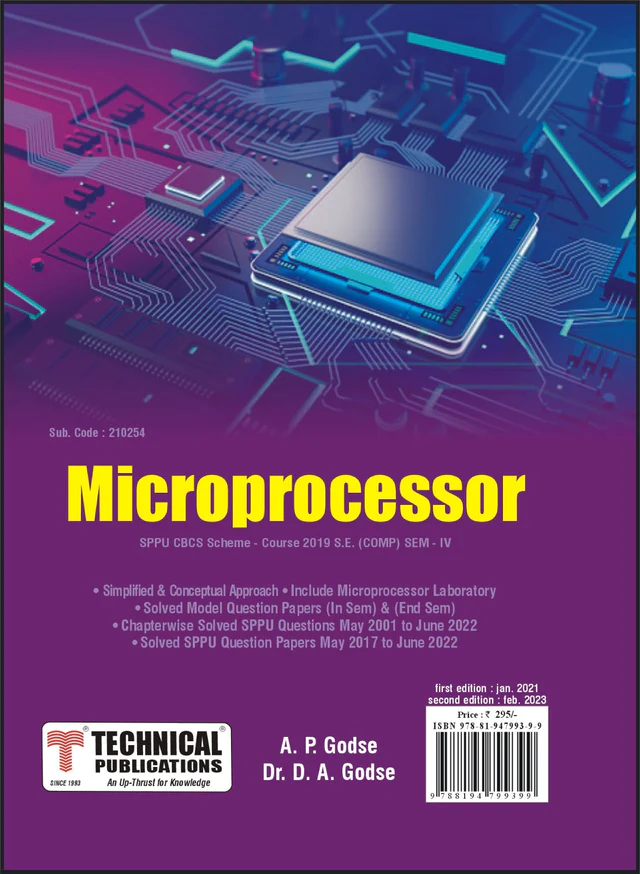 Sub. Code : 210254
Microprocessor
SPPU CBCS Scheme - Course 2019 S.E. (COMP) SEM - IV
• Simplified & Conceptual Approach • Include Microprocessor Laboratory
• Solved Model Question Papers (In Sem) & (End Sem)
• Chapterwise Solved SPPU Questions May 2001 to June 2022
• Solved SPPU Question Papers May 2017 to June 2022
first edition : jan. 2021
second edition : feb. 2023
Price : ₹ 295/-
ISBN 978-81-947993-9-9
9 788194 799399
®
TECHNICAL®
PUBLICATIONS
SINCE 1993
An Up-Thrust for Knowledge
A. P. Godse
Dr. D. A. Godse